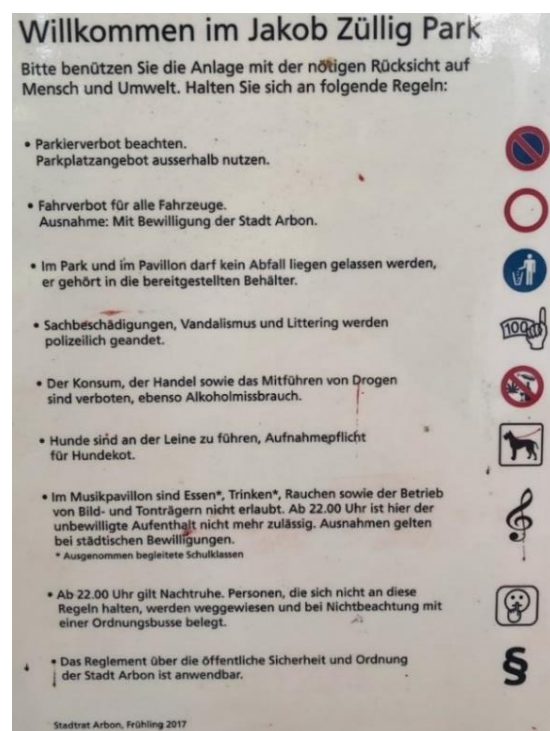 Willkommen im Jakob Züllig Park
Bitte benützen Sie die Anlage mit der nötigen Rücksicht auf
Mensch und Umwelt. Halten Sie sich an folgende Regeln:
• Parkierverbot beachten.
Parkplatzangebot ausserhalb nutzen.
• Fahrverbot für alle Fahrzeuge.
Ausnahme: Mit Bewilligung der Stadt Arbon.
• Im Park und im Pavillon darf kein Abfall liegen gelassen werden,
er gehört in die bereitgestellten Behälter.
• Sachbeschädigungen, Vandalismus und Littering werden
polizeilich geandet.
100
• Der Konsum, der Handel sowie das Mitführen von Drogen
sind verboten, ebenso Alkoholmissbrauch.
• Hunde sind an der Leine zu führen, Aufnahmepflicht
für Hundekot.
• Im Musikpavillon sind Essen*, Trinken*, Rauchen sowie der Betrieb
von Bild- und Tonträgern nicht erlaubt. Ab 22.00 Uhr ist hier der
unbewilligte Aufenthalt nicht mehr zulässig. Ausnahmen gelten
bei städtischen Bewilligungen.
* Ausgenommen begleitete Schulklassen
• Ab 22.00 Uhr gilt Nachtruhe. Personen, die sich nicht an diese
Regeln halten, werden weggewiesen und bei Nichtbeachtung mit
einer Ordnungsbusse belegt.
• Das Reglement über die öffentliche Sicherheit und Ordnung
der Stadt Arbon ist anwendbar.
§
Stadtrat Arbon, Frühling 2017